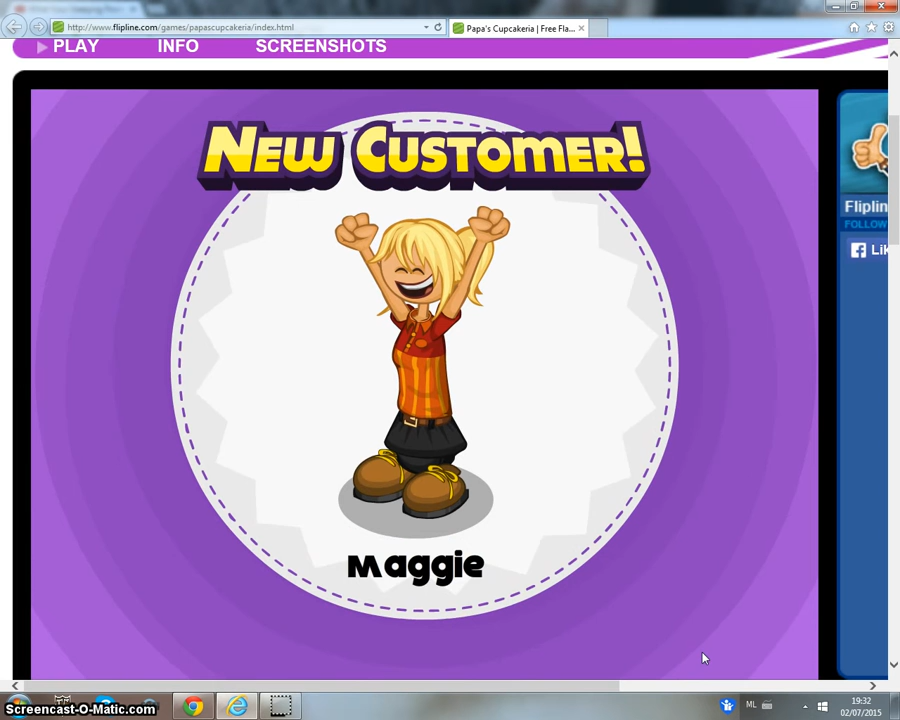 http://www.flipline.com/games/papascupcakeria/index.html
Papa's Cupcakeria | Free Fla...
PLAY INFO SCREENSHOTS
NEW CUSTOMER!
Fliplin
FOLLOW
Lik
Maggie
Screencast-O-Matic.com
ML
19:32
02/07/2015